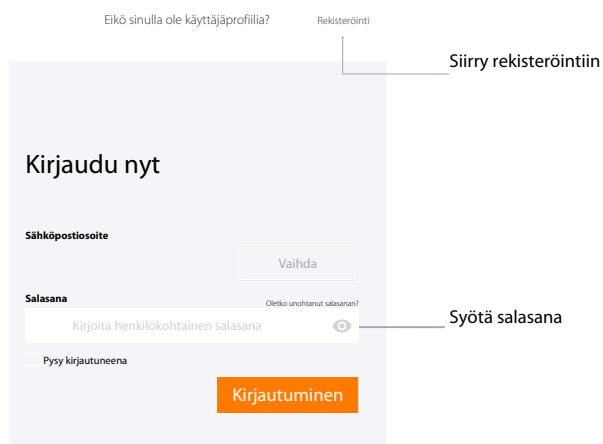 Eikö sinulla ole käyttäjäprofiilia? Rekisteröinti
Siirry rekisteröintiin
Kirjaudu nyt
Sähköpostiosoite
Vaihda
Salasana
Oletko unohtanut salasanan?
Kirjoita henkilökohtainen salasana
Syötä salasana
Pysy kirjautuneena
Kirjautuminen